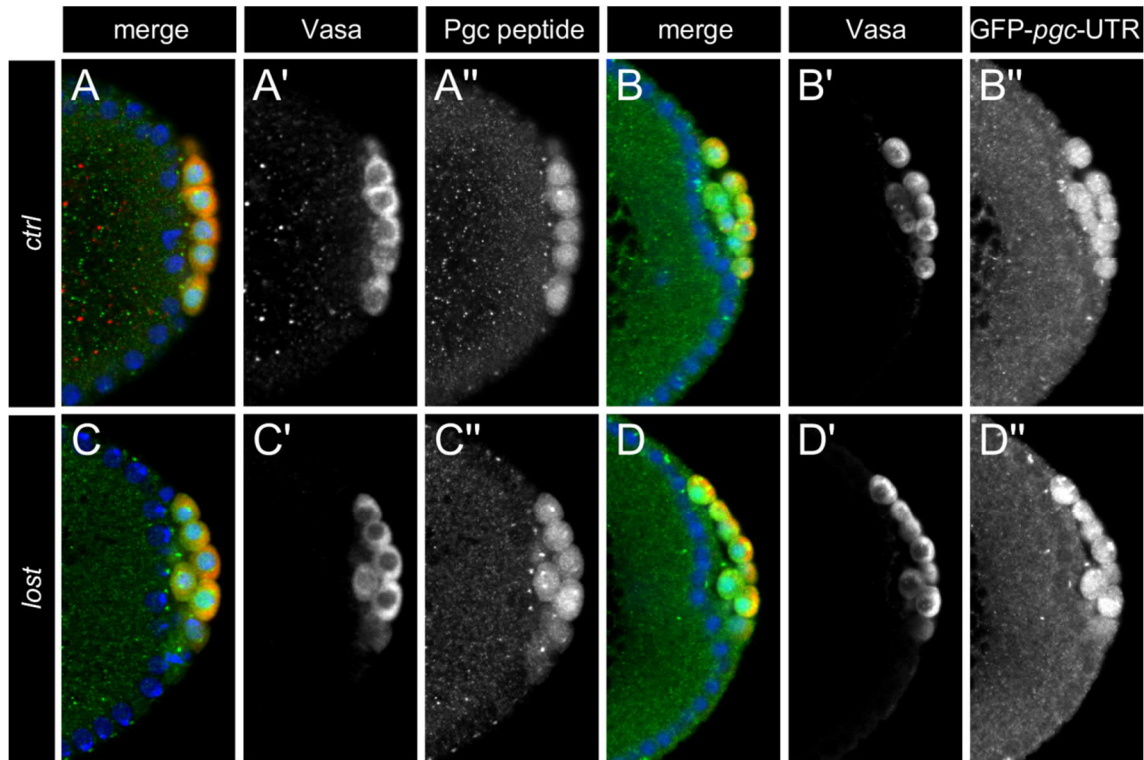 merge Vasa Pgc peptide merge Vasa GFP-pgc-UTR
ctrl
A A' A" B B' B"
lost
C C' C" D D' D"